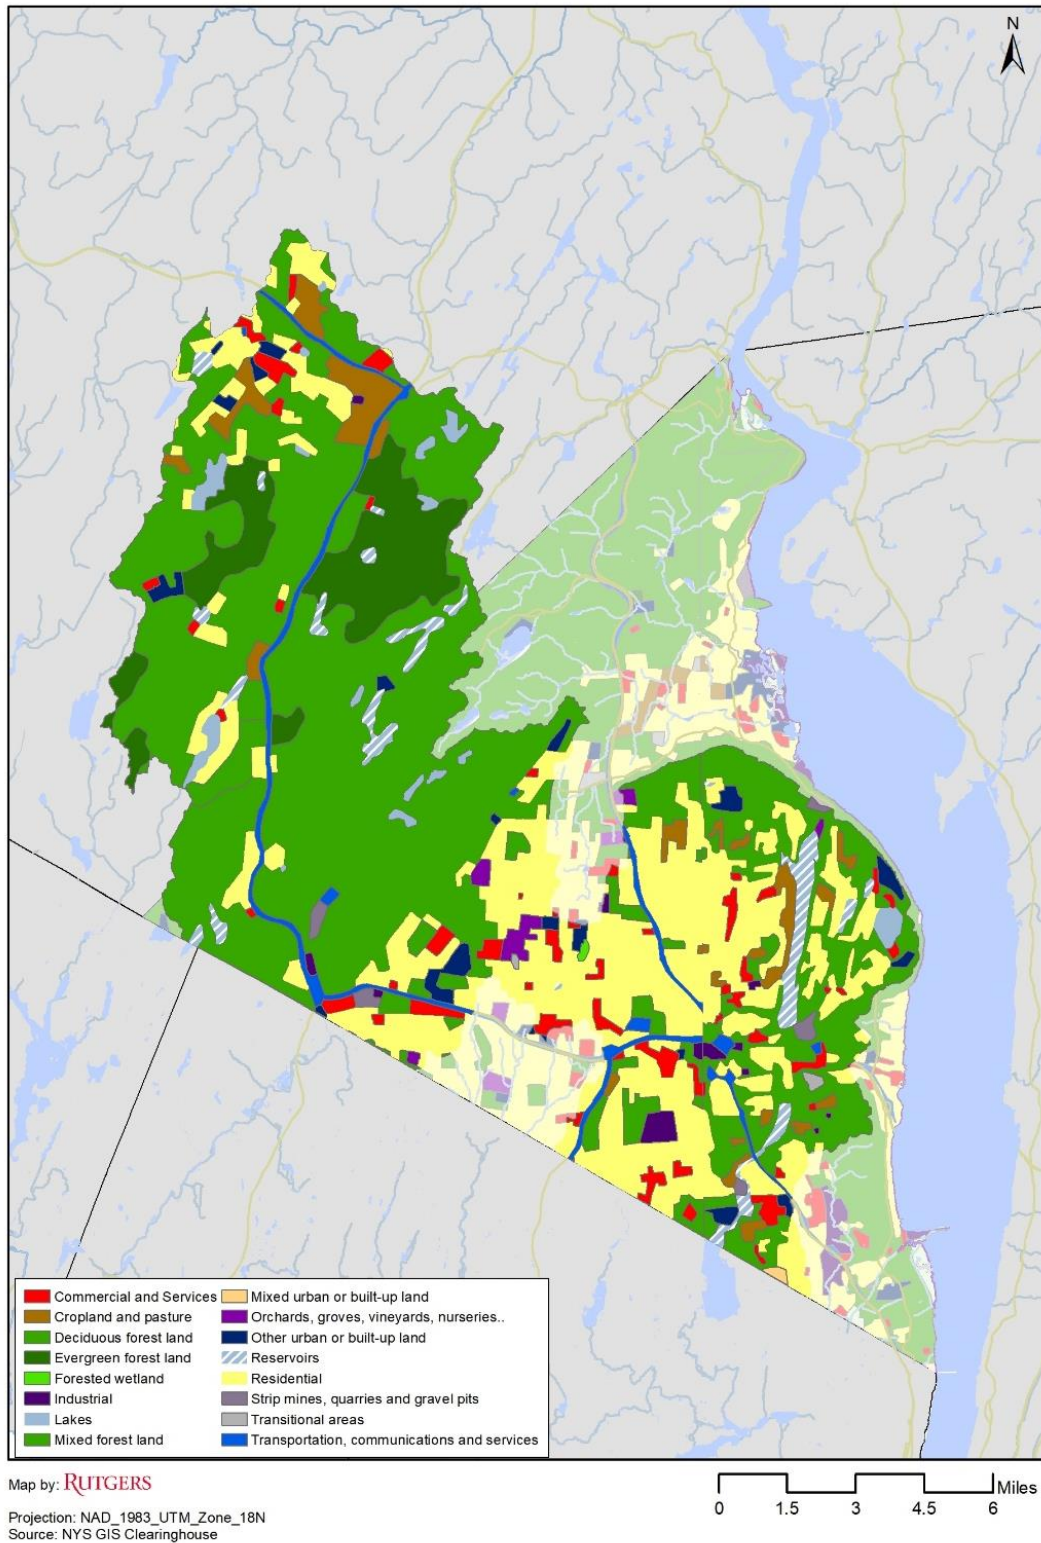 N
Commercial and Services
Cropland and pasture
Deciduous forest land
Evergreen forest land
Forested wetland
Industrial
Lakes
Mixed forest land
Mixed urban or built-up land
Orchards, groves, vineyards, nurseries..
Other urban or built-up land
Reservoirs
Residential
Strip mines, quarries and gravel pits
Transitional areas
Transportation, communications and services
Map by: RUTGERS
Projection: NAD_1983_UTM_Zone_18N
Source: NYS GIS Clearinghouse
Miles
0 1.5 3 4.5 6